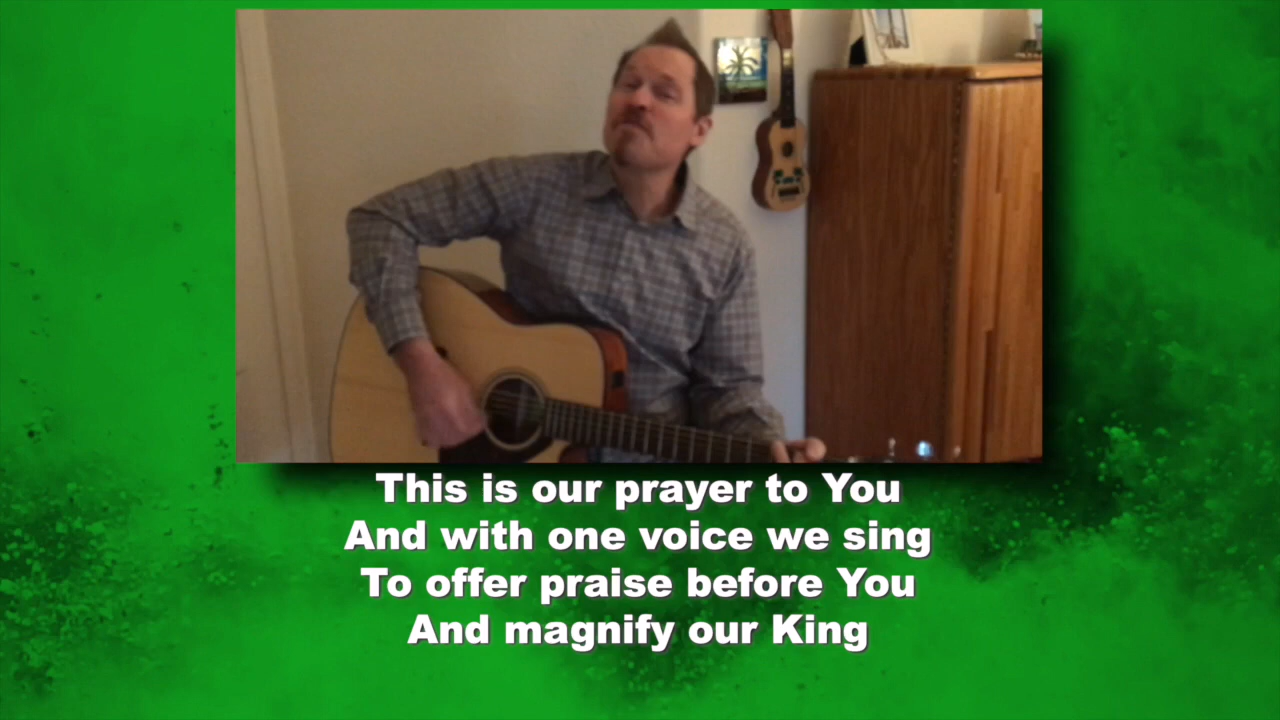 This is our prayer to You
And with one voice we sing
To offer praise before You
And magnify our King